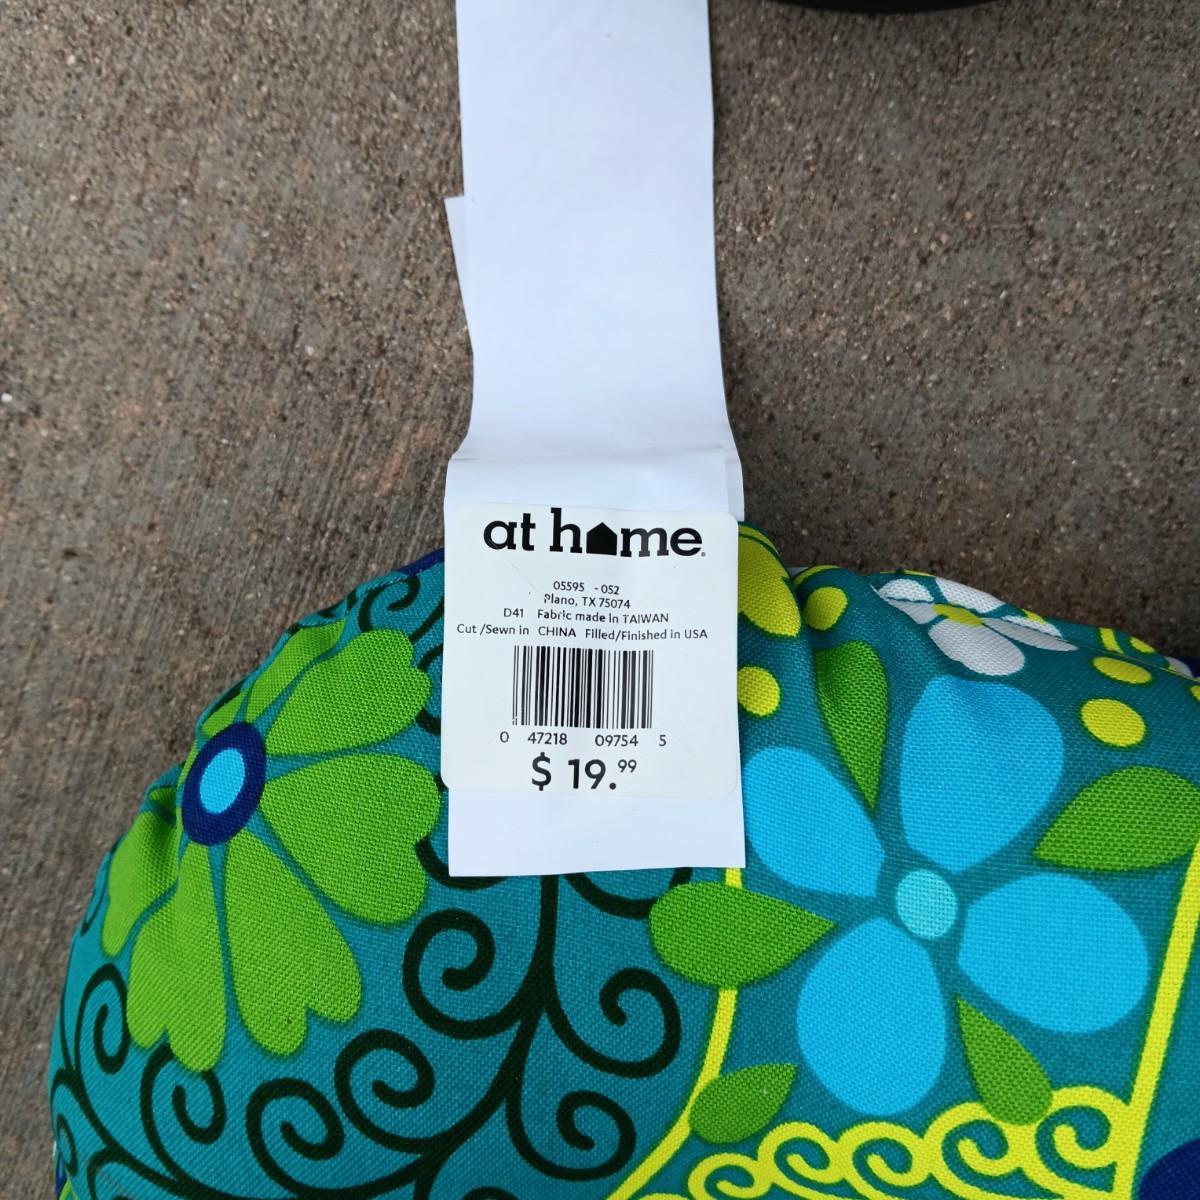 at home
05595 -052
Plano, TX 75074
D41 Fabric made in TAIWAN
Cut /Sewn in CHINA Filled/Finished in USA
0 47218 09754 5
$ 19.99